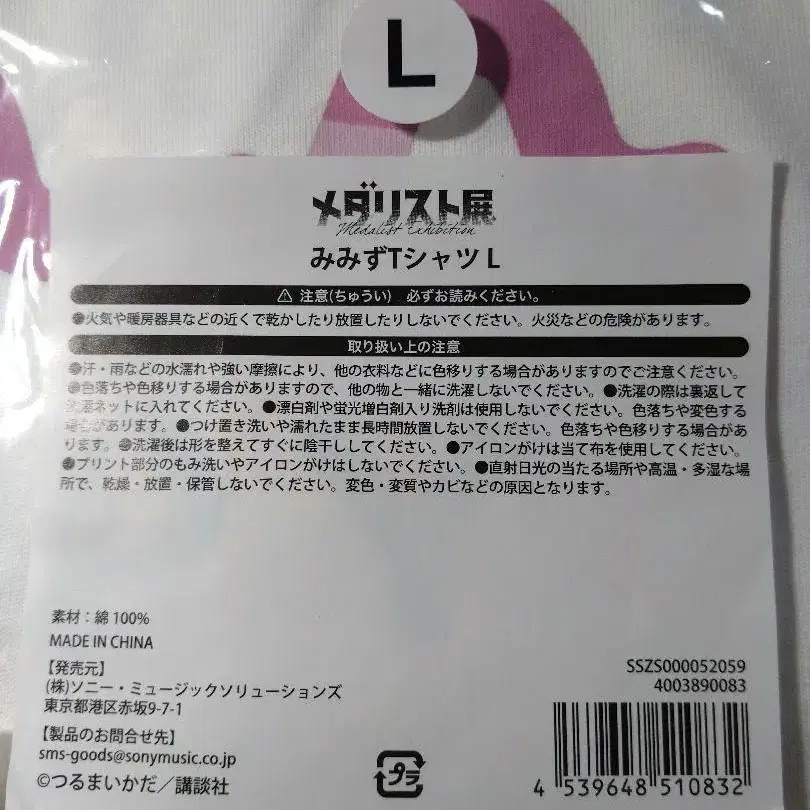 L
メダリスト展
Medalist Exhibition
みみずTシャツ L
⚠ 注意(ちゅうい) 必ずお読みください。
●火気や暖房器具などの近くで乾かしたり放置したりしないでください。火災などの危険があります。
取り扱い上の注意
●汗・雨などの水濡れや強い摩擦により、他の衣料などに色移りする場合がありますのでご注意ください。
●色落ちや色移りする場合がありますので、他の物と一緒に洗濯しないでください。●洗濯の際は裏返して
洗濯ネットに入れてください。●漂白剤や蛍光増白剤入り洗剤は使用しないでください。色落ちや変色する
場合があります。●つけ置き洗いや濡れたまま長時間放置しないでください。色落ちや色移りする場合があ
ります。●洗濯後は形を整えてすぐに陰干ししてください。●アイロンがけは当て布を使用してください。
●プリント部分のもみ洗いやアイロンがけはしないでください。●直射日光の当たる場所や高温・多湿な場
所で、乾燥・放置・保管しないでください。変色・変質やカビなどの原因となります。
素材：綿 100%
MADE IN CHINA
【発売元】
(株)ソニー・ミュージックソリューションズ
東京都港区赤坂9-7-1
【製品のお問合せ先】
sms-goods@sonymusic.co.jp
©つるまいかだ／講談社
プラ
SSZS000052059
4003890083
4 539648 510832